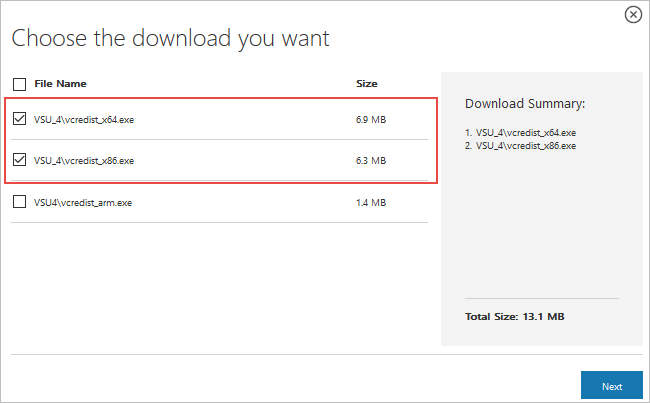 Choose the download you want
File Name Size
VSU_4\vcredist_x64.exe 6.9 MB
VSU_4\vcredist_x86.exe 6.3 MB
VSU4\vcredist_arm.exe 1.4 MB
Download Summary:
1. VSU_4\vcredist_x64.exe
2. VSU_4\vcredist_x86.exe
Total Size: 13.1 MB
Next